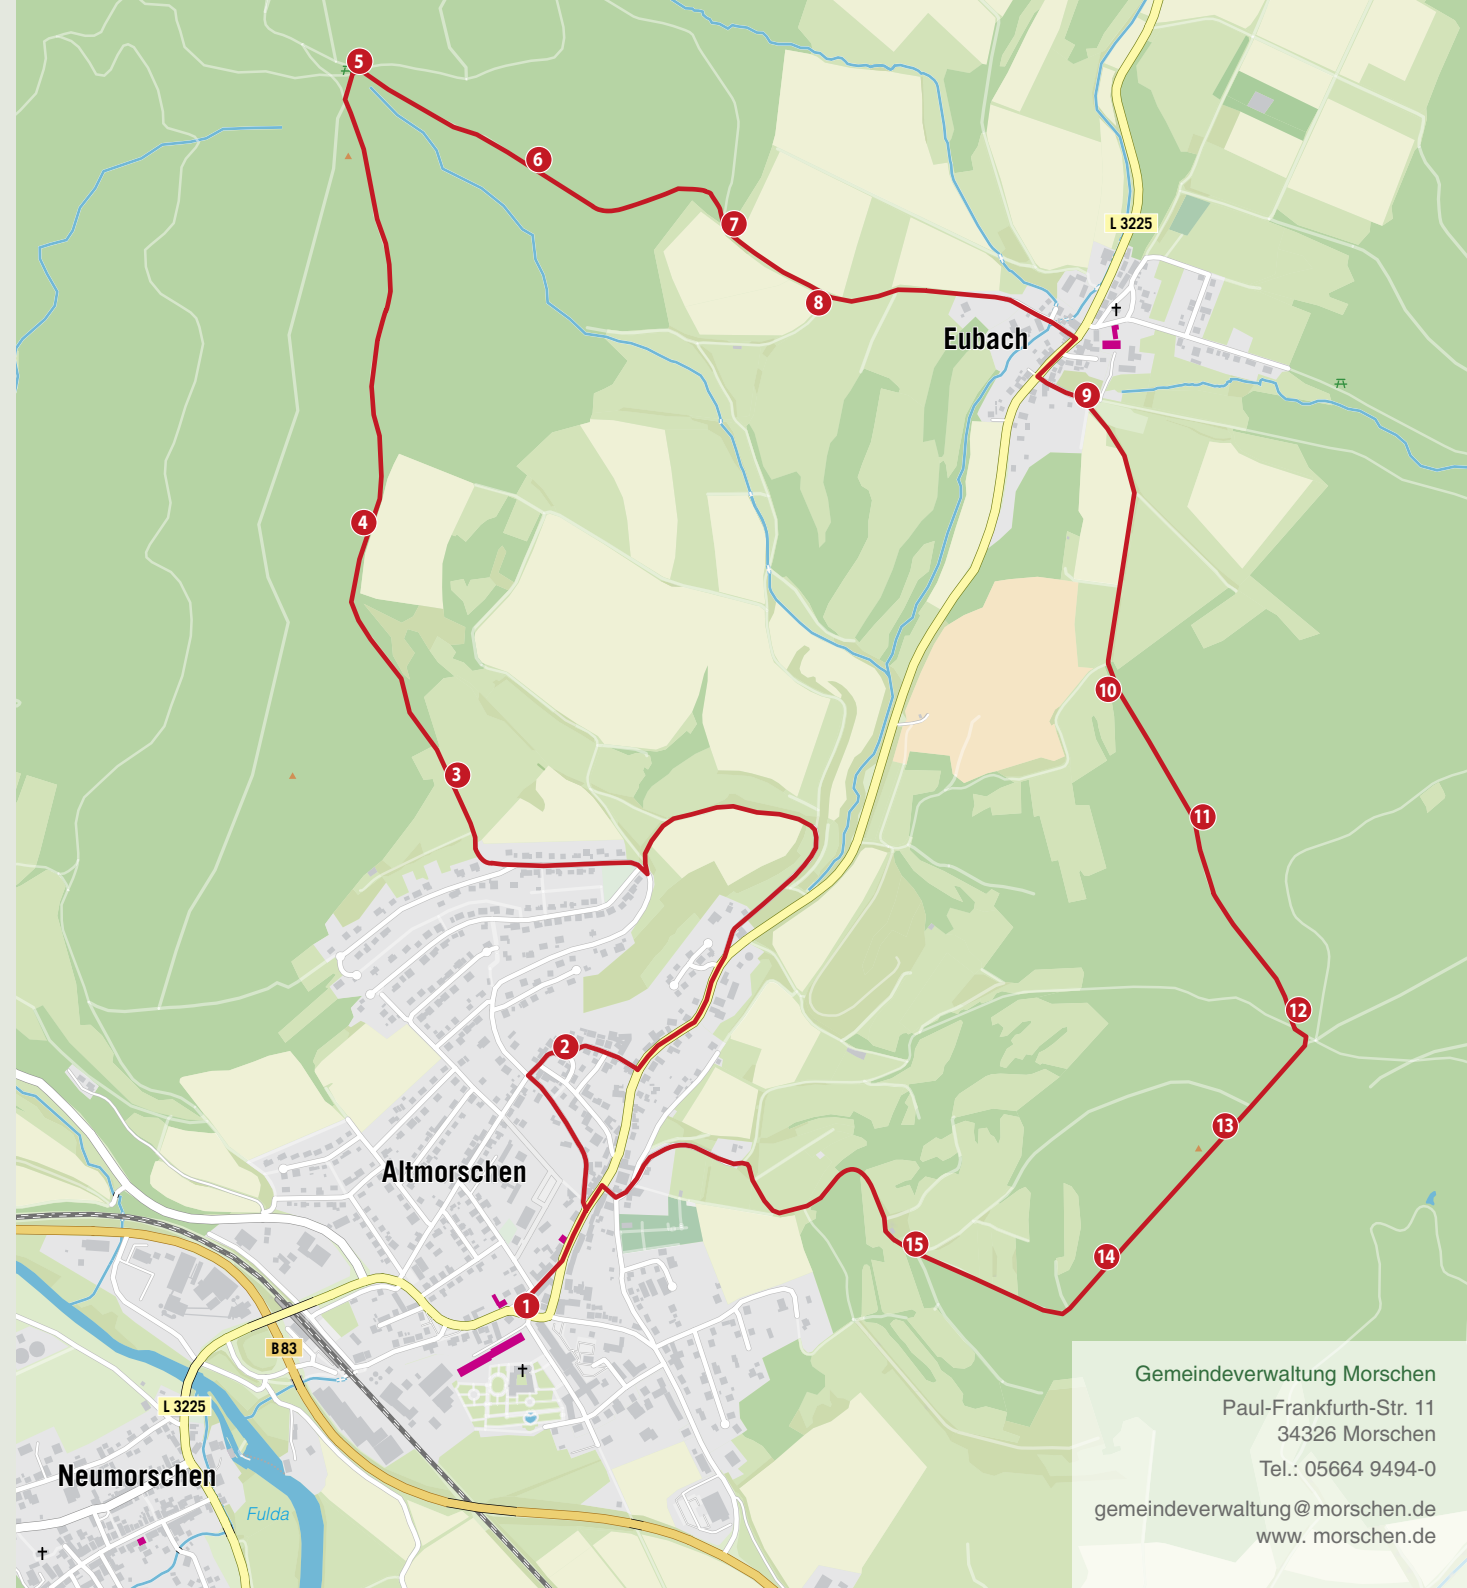 5
6
7
L 3225
8
Eubach
9
4
10
3
11
12
2
13
Altmorschen
15
14
1
B 83
L 3225
Neumorschen
Fulda
Gemeindeverwaltung Morschen
Paul-Frankfurth-Str. 11
34326 Morschen
Tel.: 05664 9494-0
gemeindeverwaltung@morschen.de
www. morschen.de